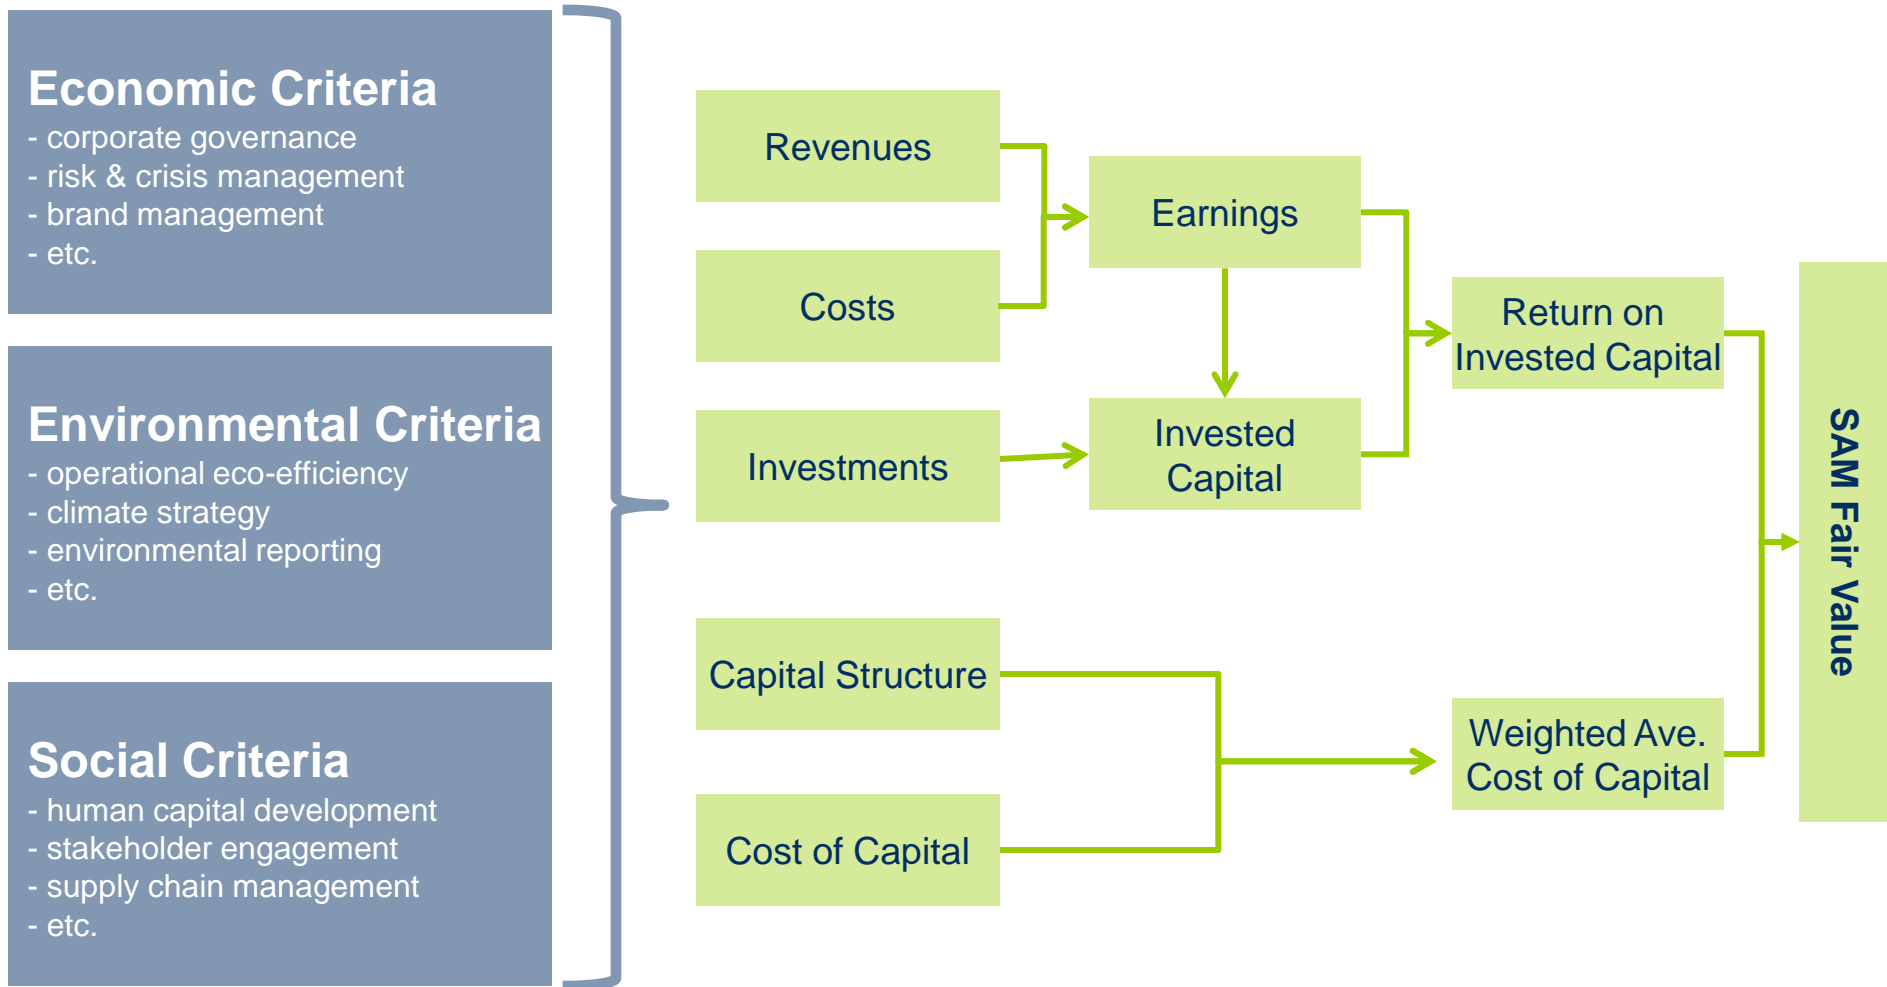 Economic Criteria
- corporate governance
- risk & crisis management
- brand management
- etc.
Environmental Criteria
- operational eco-efficiency
- climate strategy
- environmental reporting
- etc.
Social Criteria
- human capital development
- stakeholder engagement
- supply chain management
- etc.
Revenues
Costs
Investments
Capital Structure
Cost of Capital
Earnings
Invested
Capital
Return on
Invested Capital
Weighted Ave.
Cost of Capital
SAM Fair Value